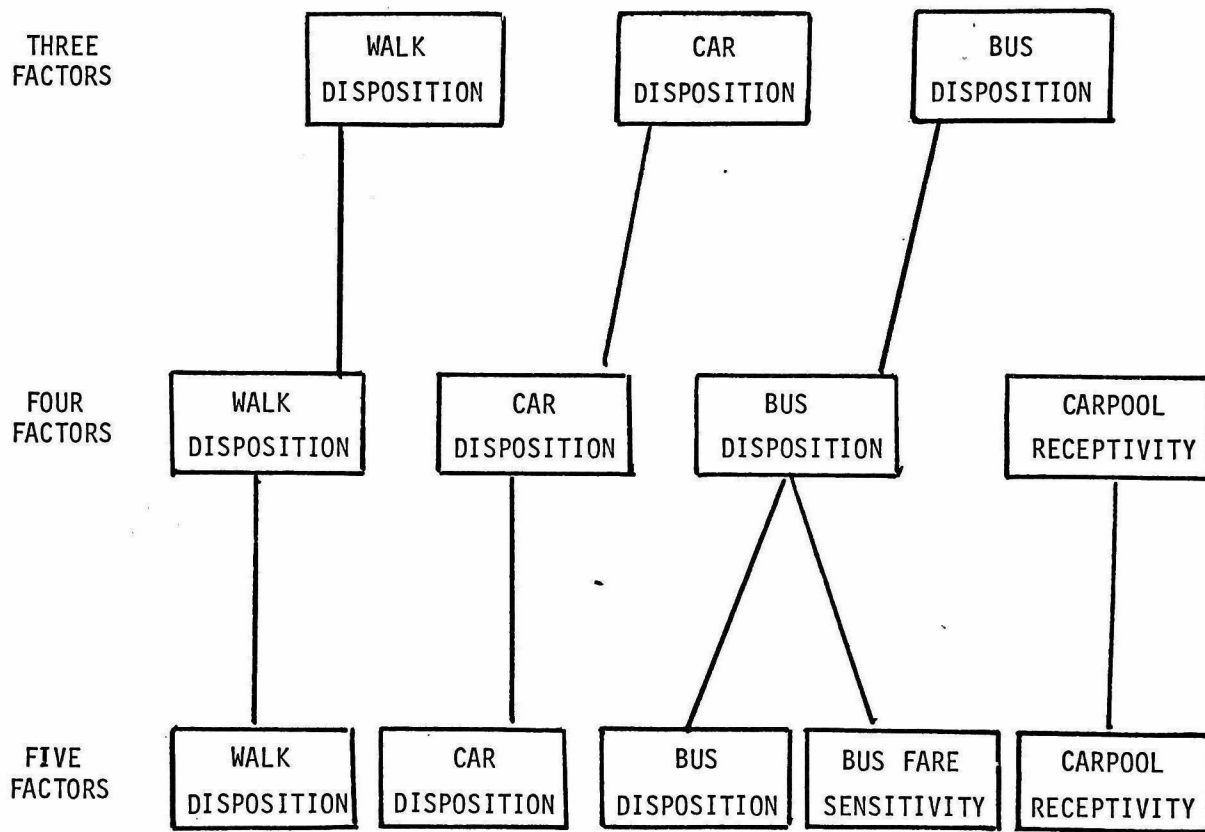 THREE
FACTORS
WALK
DISPOSITION
CAR
DISPOSITION
BUS
DISPOSITION
FOUR
FACTORS
WALK
DISPOSITION
CAR
DISPOSITION
BUS
DISPOSITION
CARPOOL
RECEPTIVITY
FIVE
FACTORS
WALK
DISPOSITION
CAR
DISPOSITION
BUS
DISPOSITION
BUS FARE
SENSITIVITY
CARPOOL
RECEPTIVITY